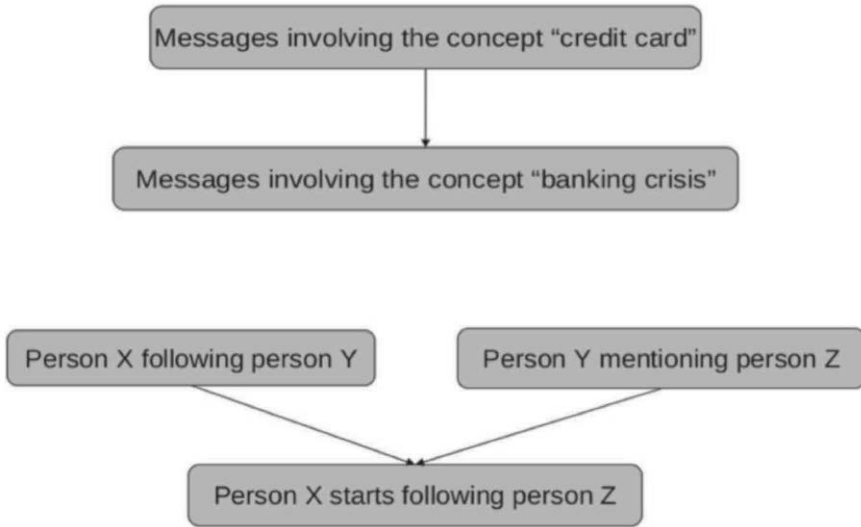 Messages involving the concept “credit card”
Messages involving the concept “banking crisis”
Person X following person Y
Person Y mentioning person Z
Person X starts following person Z